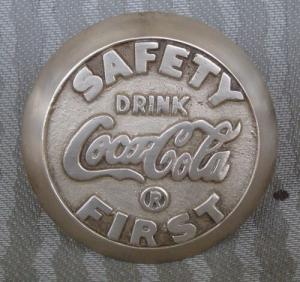 SAFETY
DRINK
Coca-Cola
®
FIRST